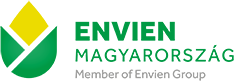 ENVIEN
MAGYARORSZÁG
Member of Envien Group